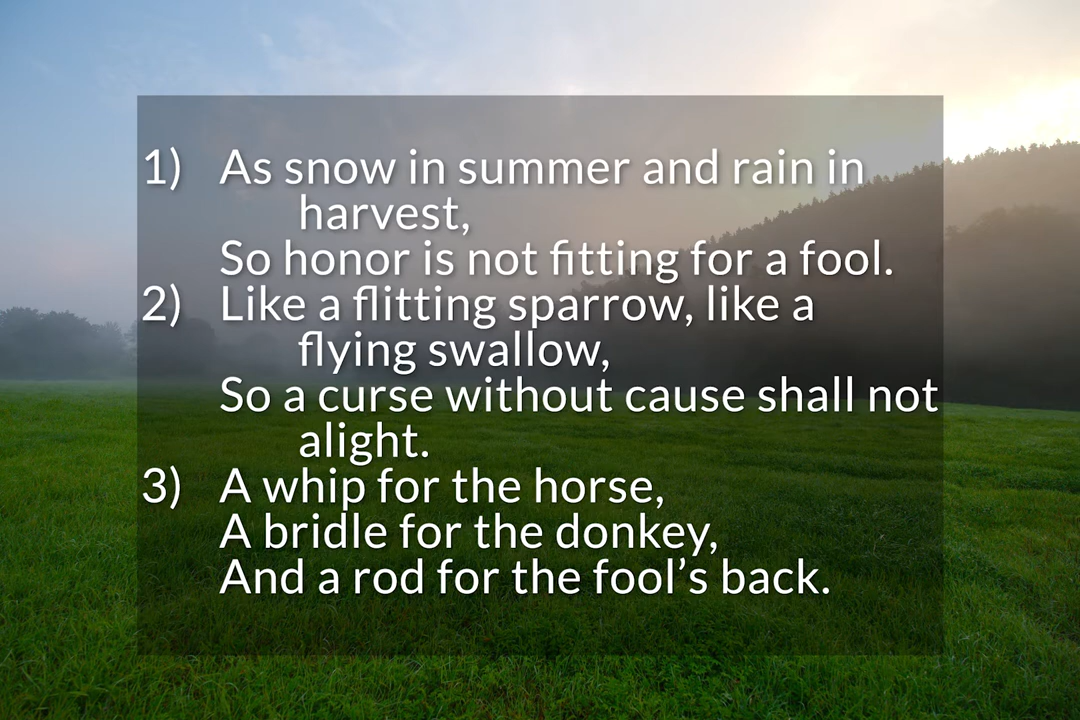 1) As snow in summer and rain in
harvest,
So honor is not fitting for a fool.
2) Like a flitting sparrow, like a
flying swallow,
So a curse without cause shall not
alight.
3) A whip for the horse,
A bridle for the donkey,
And a rod for the fool’s back.